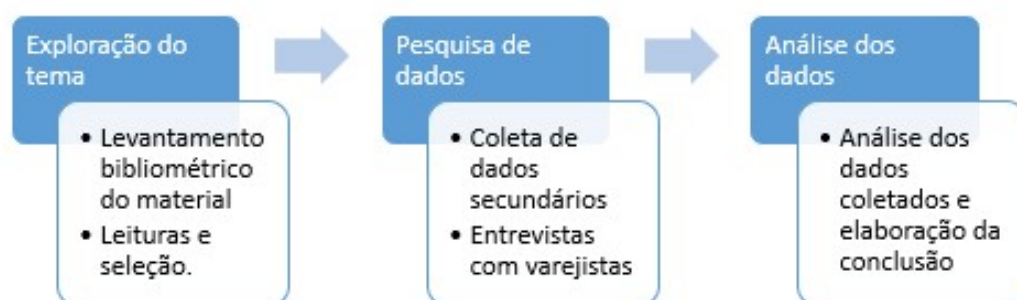 Exploração do
tema
• Levantamento
bibliométrico
do material
• Leituras e
seleção.
Pesquisa de
dados
• Coleta de
dados
secundários
• Entrevistas
com varejistas
Análise dos
dados
• Análise dos
dados
coletados e
elaboração da
conclusão